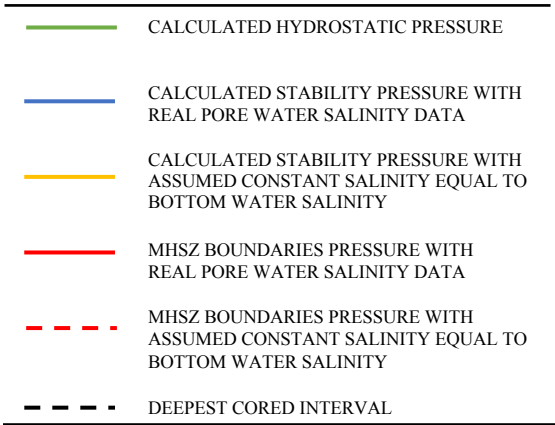 CALCULATED HYDROSTATIC PRESSURE
CALCULATED STABILITY PRESSURE WITH
REAL PORE WATER SALINITY DATA
CALCULATED STABILITY PRESSURE WITH
ASSUMED CONSTANT SALINITY EQUAL TO
BOTTOM WATER SALINITY
MHSZ BOUNDARIES PRESSURE WITH
REAL PORE WATER SALINITY DATA
MHSZ BOUNDARIES PRESSURE WITH
ASSUMED CONSTANT SALINITY EQUAL TO
BOTTOM WATER SALINITY
DEEPEST CORED INTERVAL